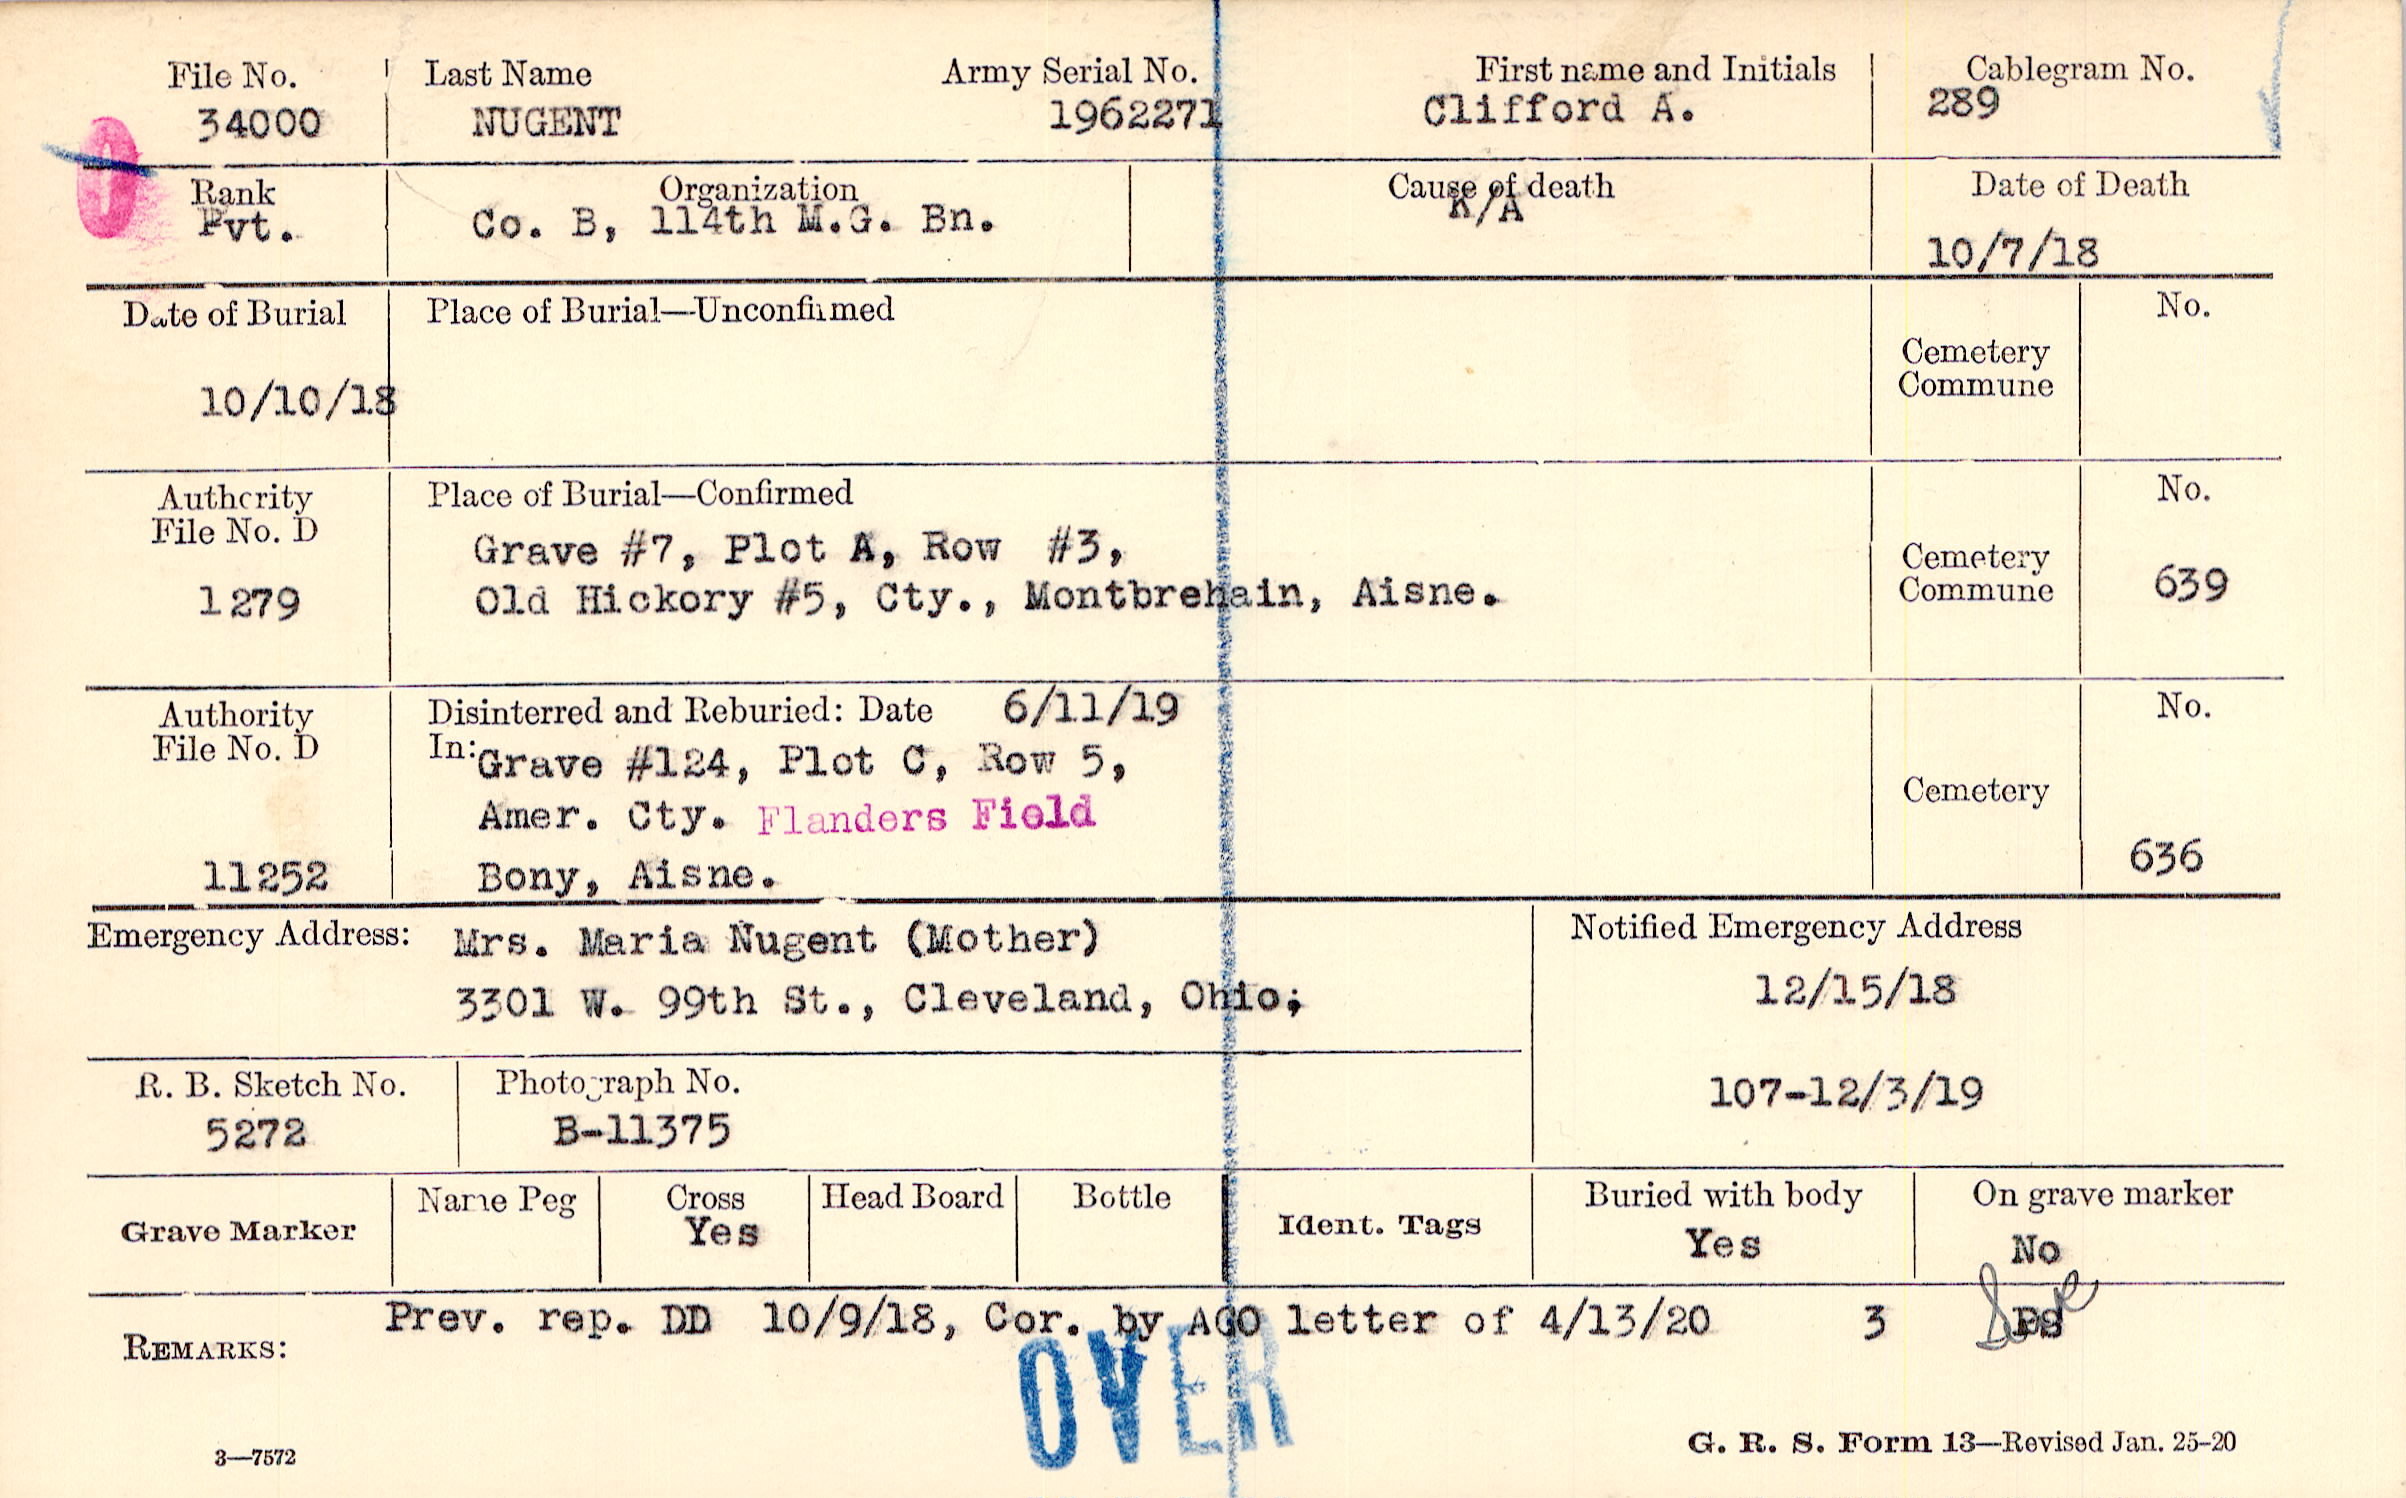 File No. Last Name Army Serial No. First name and Initials Cablegram No.
34000 NUGENT 1962271 Clifford A. 289
0
Rank Organization Cause of death Date of Death
Pvt. Co. B, 114th M.G. Bn. K/A 10/7/18
Date of Burial Place of Burial—Unconfirmed No.
10/10/18 Cemetery
Commune
Authority Place of Burial—Confirmed No.
File No. D
Grave #7, Plot A, Row #3, Cemetery
1279 Old Hickory #5, Cty., Montbrehain, Aisne. Commune 639
Authority Disinterred and Reburied: Date 6/11/19 No.
File No. D In: Grave #124, Plot C, Row 5,
Amer. Cty. Flanders Field Cemetery
11252 Bony, Aisne. 636
Emergency Address: Mrs. Maria Nugent (Mother) Notified Emergency Address
3301 W. 99th St., Cleveland, Ohio; 12/15/18
R. B. Sketch No. Photograph No. 107-12/3/19
5272 B-11375
Grave Marker Name Peg Cross Head Board Bottle Ident. Tags Buried with body On grave marker
Yes Yes No
Prev. rep. DD 10/9/18, Cor. by AGO letter of 4/13/20 3
REMARKS:
OVER
3—7572 G. R. S. Form 13—Revised Jan. 25-20